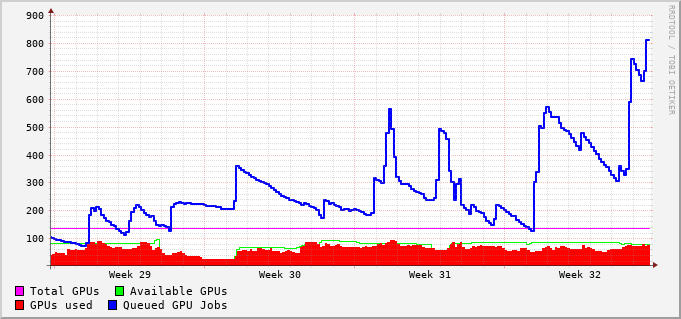 900
800
700
600
500
400
300
200
100
Week 29 Week 30 Week 31 Week 32
Total GPUs Available GPUs
GPUs used Queued GPU Jobs
RRDTOOL / TOBI OETIKER